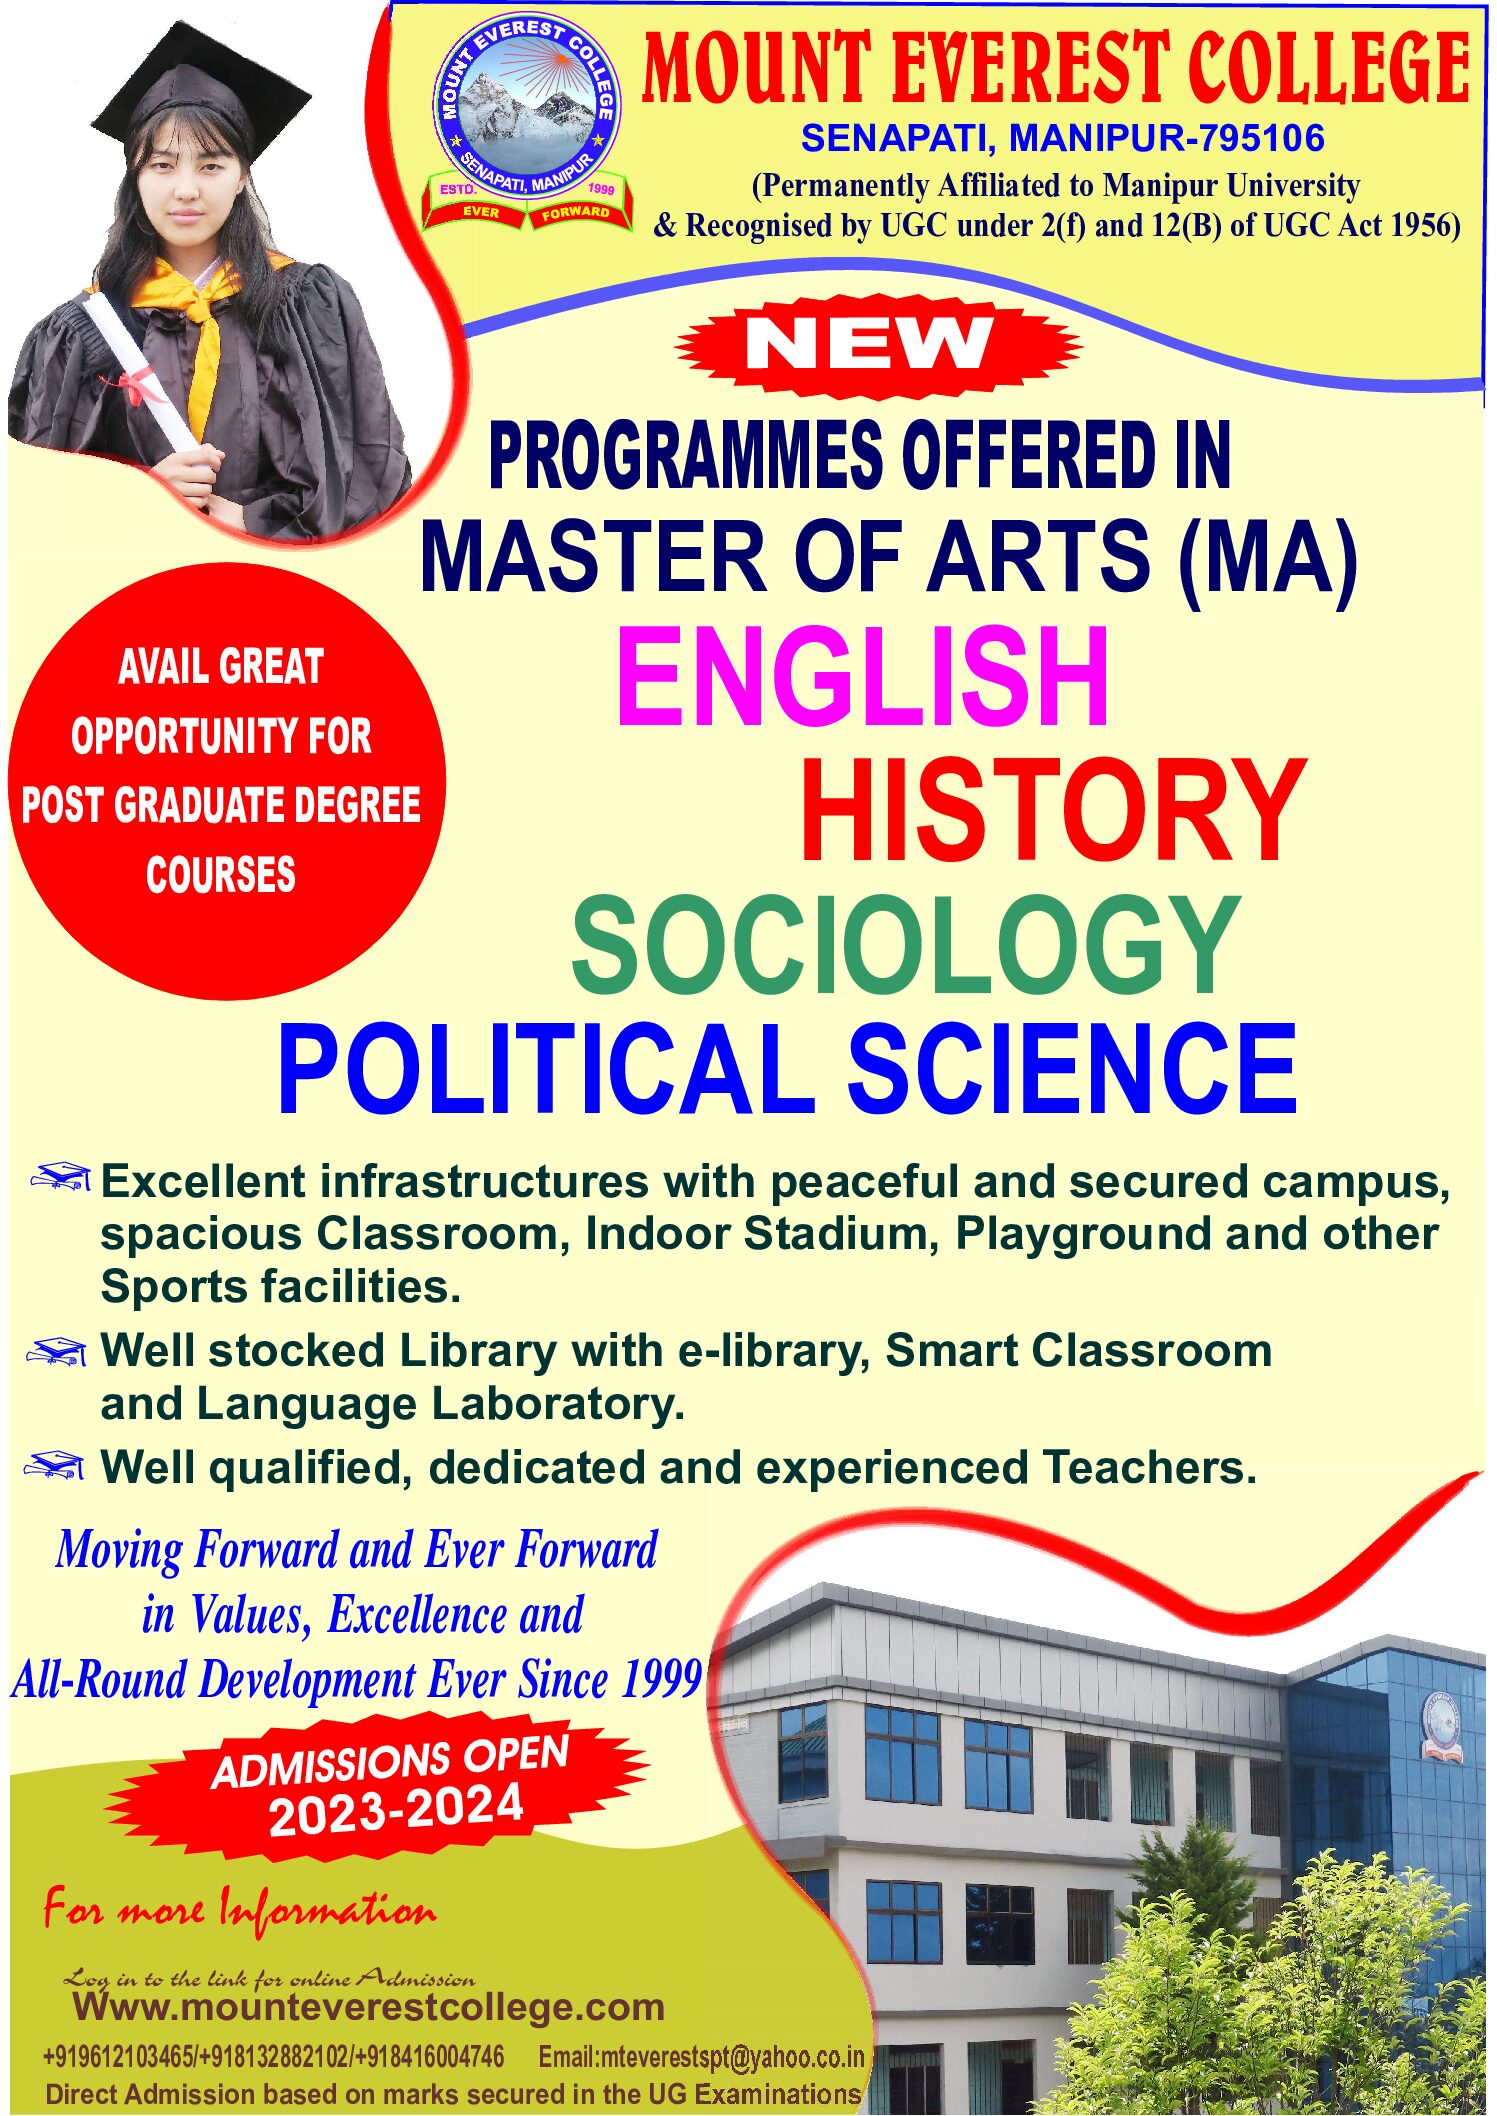 MOUNT EVEREST COLLEGE
SENAPATI, MANIPUR
ESTD. 1999
EVER FORWARD
MOUNT EVEREST COLLEGE
SENAPATI, MANIPUR-795106
(Permanently Affiliated to Manipur University
& Recognised by UGC under 2(f) and 12(B) of UGC Act 1956)
NEW
PROGRAMMES OFFERED IN
MASTER OF ARTS (MA)
ENGLISH
HISTORY
SOCIOLOGY
POLITICAL SCIENCE
AVAIL GREAT
OPPORTUNITY FOR
POST GRADUATE DEGREE
COURSES
Excellent infrastructures with peaceful and secured campus,
spacious Classroom, Indoor Stadium, Playground and other
Sports facilities.
Well stocked Library with e-library, Smart Classroom
and Language Laboratory.
Well qualified, dedicated and experienced Teachers.
Moving Forward and Ever Forward
in Values, Excellence and
All-Round Development Ever Since 1999
ADMISSIONS OPEN
2023-2024
For more Information
Log in to the link for online Admission
Www.mounteverestcollege.com
+919612103465/+918132882102/+918416004746 Email:mteverestspt@yahoo.co.in
Direct Admission based on marks secured in the UG Examinations